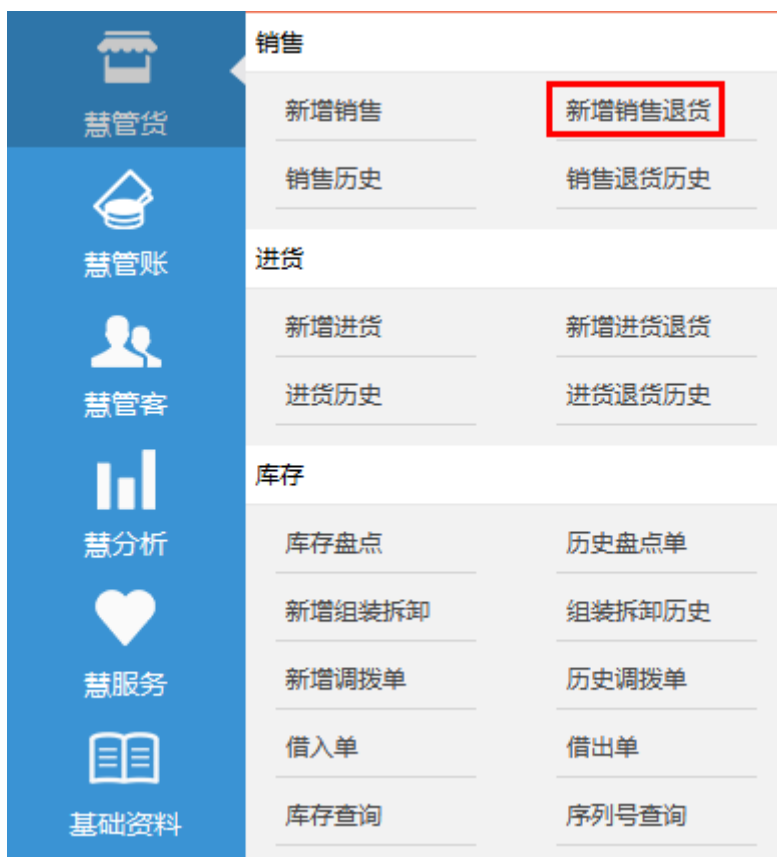 慧管货
慧管账
慧管客
慧分析
慧服务
基础资料
销售
新增销售
新增销售退货
销售历史
销售退货历史
进货
新增进货
新增进货退货
进货历史
进货退货历史
库存
库存盘点
历史盘点单
新增组装拆卸
组装拆卸历史
新增调拨单
历史调拨单
借入单
借出单
库存查询
序列号查询